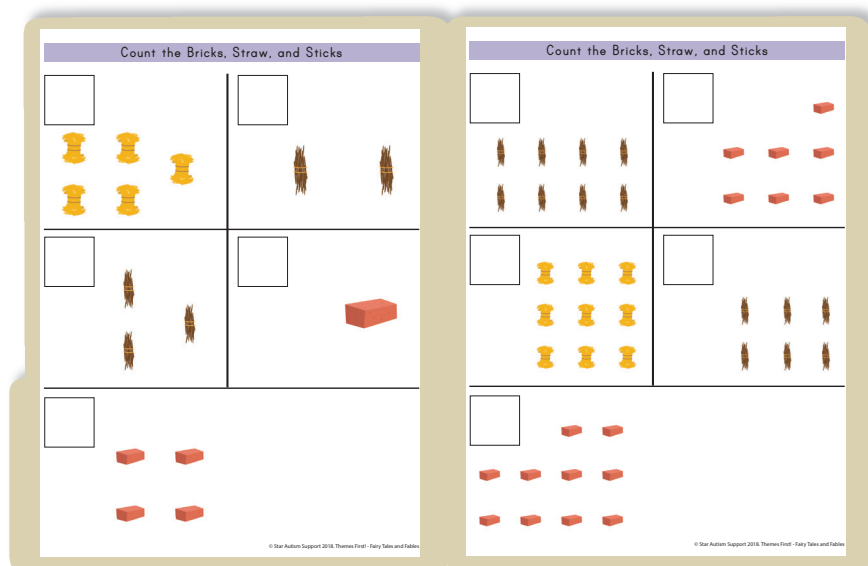 Count the Bricks, Straw, and Sticks
© Star Autism Support 2018. Themes First! - Fairy Tales and Fables
Count the Bricks, Straw, and Sticks
© Star Autism Support 2018. Themes First! - Fairy Tales and Fables